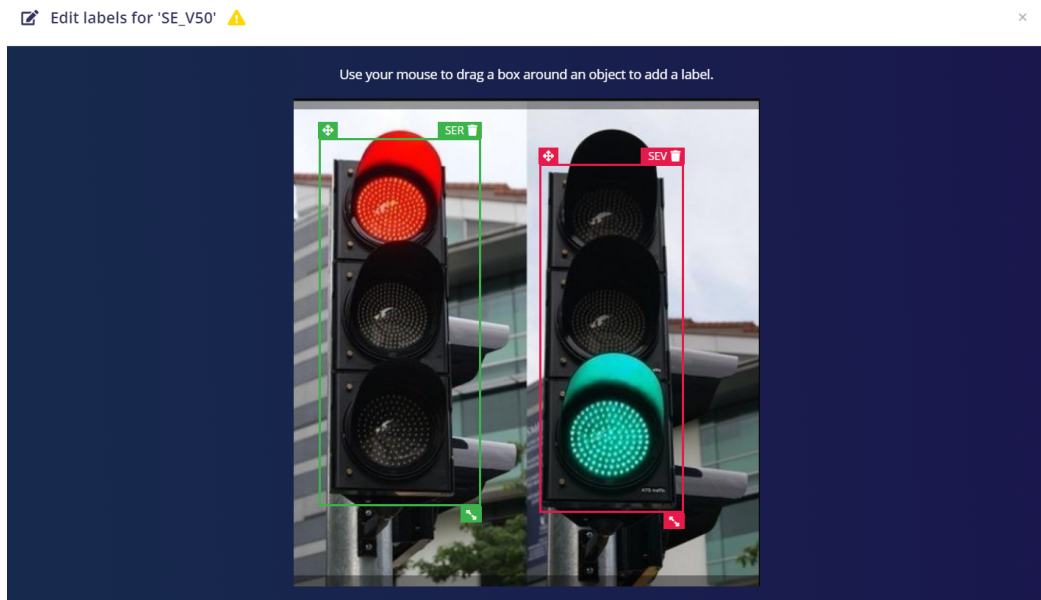 Edit labels for 'SE_V50'
Use your mouse to drag a box around an object to add a label.
SER
SEV